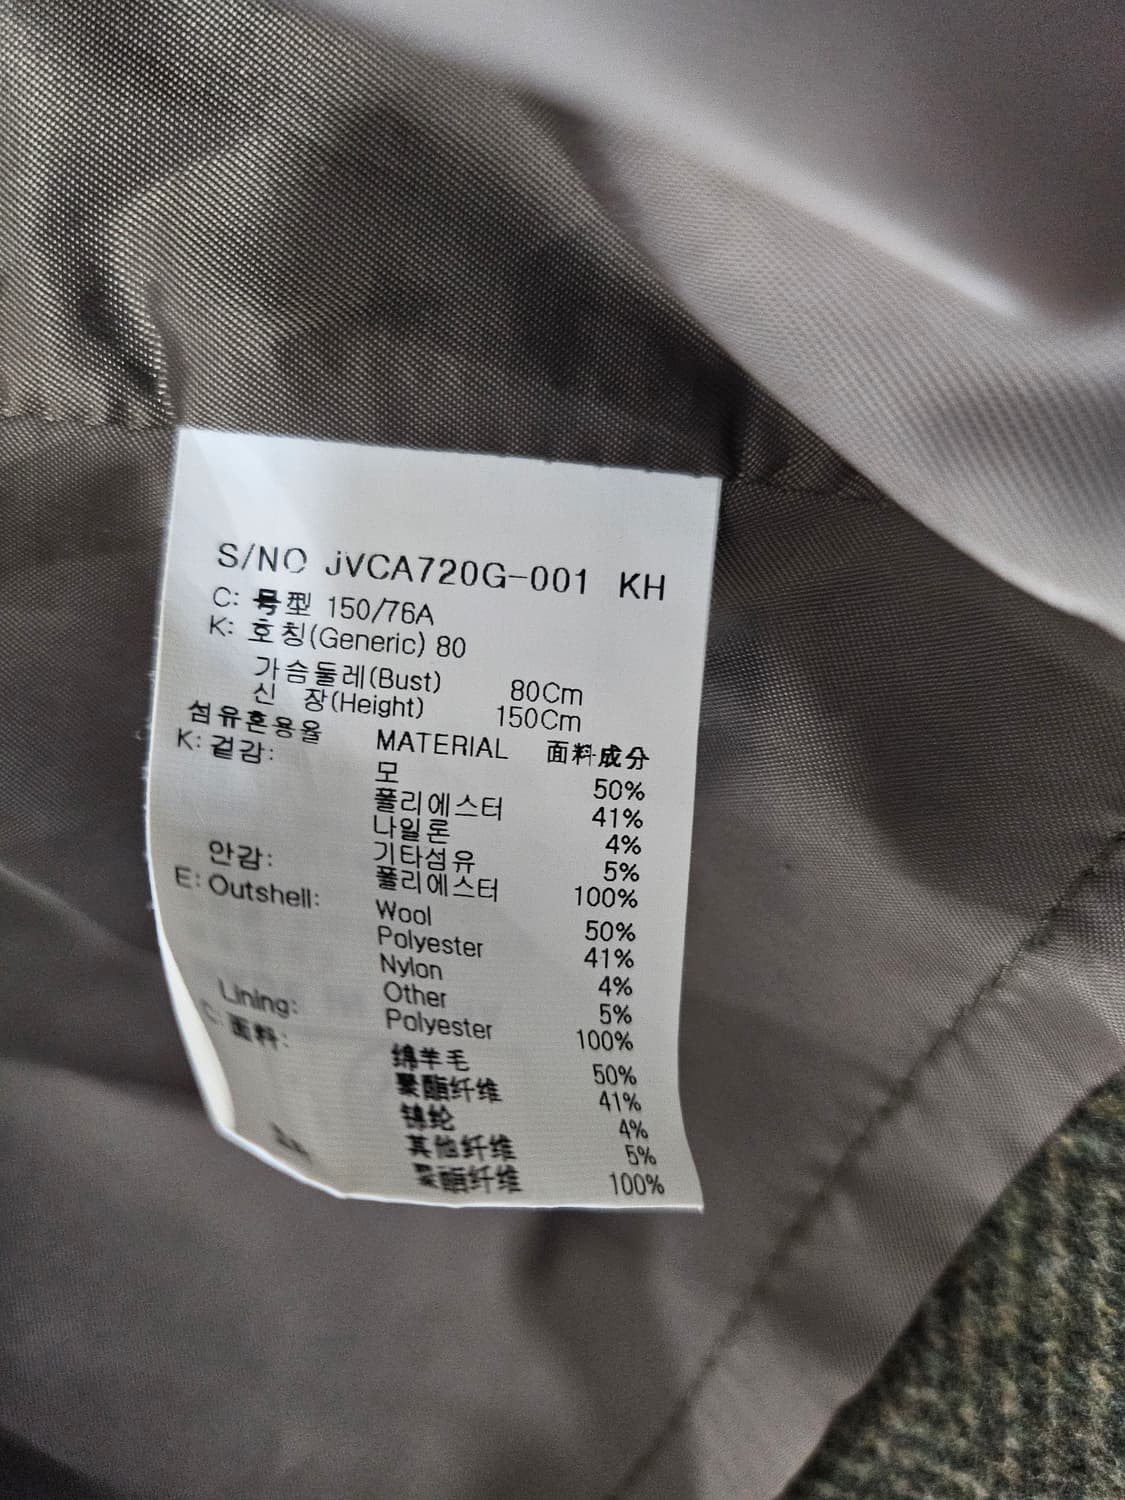 S/NO JVCA720G-001 KH
C: 号型 150/76A
K: 호칭(Generic) 80
가슴둘레(Bust) 80Cm
신 장(Height) 150Cm
섬유혼용율 MATERIAL 面料成分
K: 겉감: 모 50%
폴리에스터 41%
나일론 4%
기타섬유 5%
안감: 폴리에스터 100%
E: Outshell: Wool 50%
Polyester 41%
Nylon 4%
Other 5%
Lining: Polyester 100%
C: 面料: 绵羊毛 50%
聚酯纤维 41%
锦纶 4%
其他纤维 5%
聚酯纤维 100%